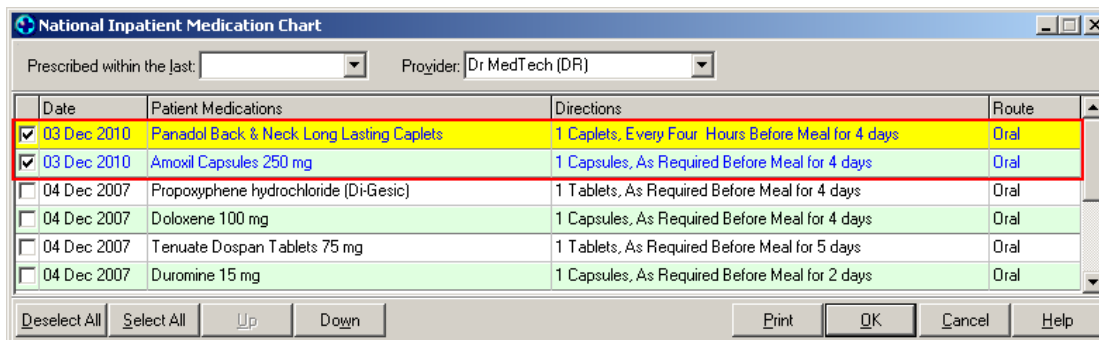 National Inpatient Medication Chart
Prescribed within the last: Provider: Dr MedTech (DR)
Date Patient Medications Directions Route
03 Dec 2010 Panadol Back & Neck Long Lasting Caplets 1 Caplets, Every Four Hours Before Meal for 4 days Oral
03 Dec 2010 Amoxil Capsules 250 mg 1 Capsules, As Required Before Meal for 4 days Oral
04 Dec 2007 Propoxyphene hydrochloride (Di-Gesic) 1 Tablets, As Required Before Meal for 4 days Oral
04 Dec 2007 Doloxene 100 mg 1 Capsules, As Required Before Meal for 4 days Oral
04 Dec 2007 Tenuate Dospan Tablets 75 mg 1 Tablets, As Required Before Meal for 5 days Oral
04 Dec 2007 Duromine 15 mg 1 Capsules, As Required Before Meal for 2 days Oral
Deselect All Select All Up Down Print OK Cancel Help